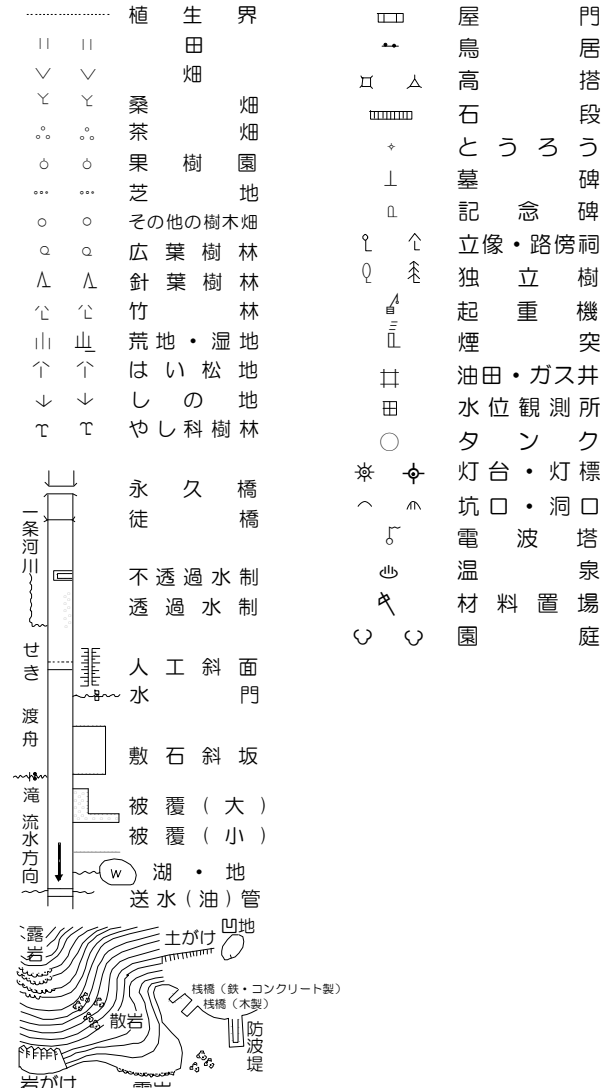 植生界
田
畑
桑畑
茶畑
果樹園
芝地
その他の樹木畑
広葉樹林
針葉樹林
竹林
荒地・湿地
はい松地
しの地
やし科樹林
永久橋
徒橋
一条河川
不透過水制
透過水制
せき
人工斜面
水門
渡舟
敷石斜坂
滝
被覆(大)
被覆(小)
流水方向
W
湖・地
送水(油)管
露岩
土がけ
凹地
桟橋(鉄・コンクリート製)
桟橋(木製)
散岩
防波堤
岩がけ
露岩
屋門
鳥居
高搭
石段
とうろう
墓碑
記念碑
立像・路傍祠
独立樹
起重機
煙突
油田・ガス井
水位観測所
タンク
灯台・灯標
坑口・洞口
電波塔
温泉
材料置場
園庭